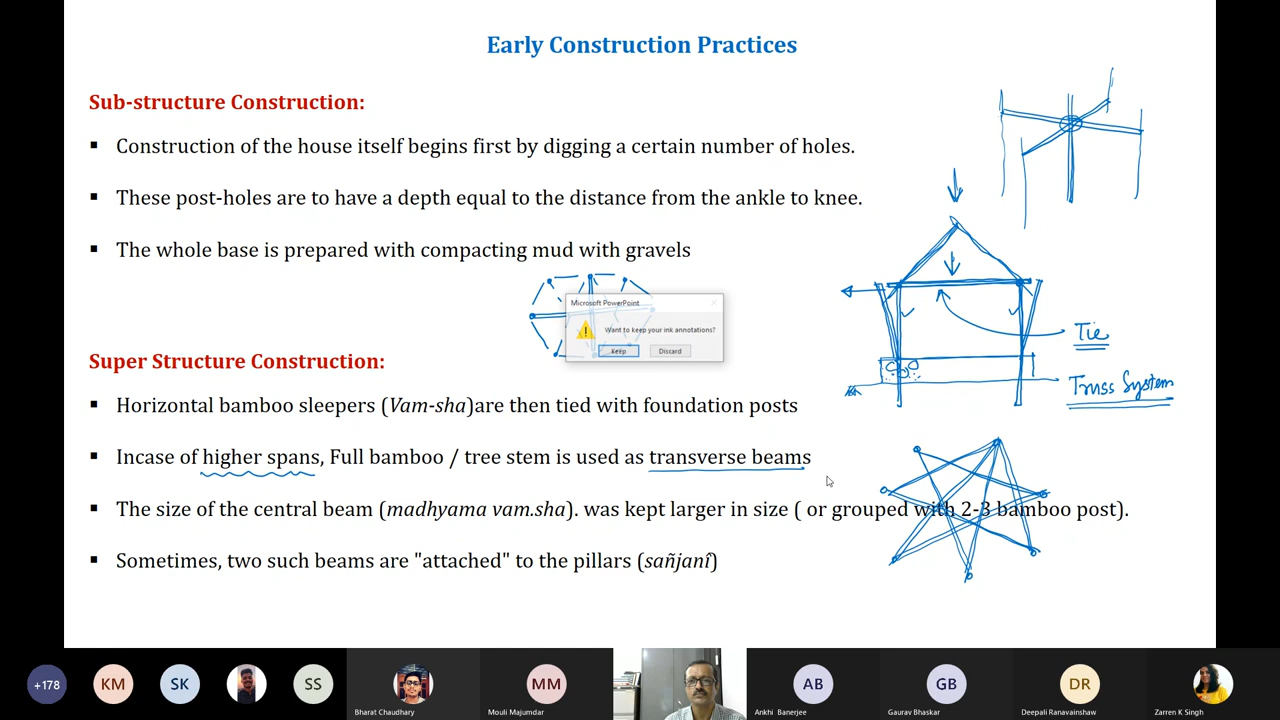 Early Construction Practices
Sub-structure Construction:
▪ Construction of the house itself begins first by digging a certain number of holes.
▪ These post-holes are to have a depth equal to the distance from the ankle to knee.
▪ The whole base is prepared with compacting mud with gravels
Microsoft PowerPoint
Want to keep your ink annotations?
Keep
Discard
Tie
Truss System
Super Structure Construction:
▪ Horizontal bamboo sleepers (Vam-sha)are then tied with foundation posts
▪ Incase of higher spans, Full bamboo / tree stem is used as transverse beams
▪ The size of the central beam (madhyama vam.sha). was kept larger in size ( or grouped with 2-3 bamboo post).
▪ Sometimes, two such beams are "attached" to the pillars (sañjanî)
+178
KM
SK
SS
Bharat Chaudhary
MM
Mouli Majumdar
AB
Ankhi Banerjee
GB
Gaurav Bhaskar
DR
Deepali Ranavainshaw
Zarren K Singh